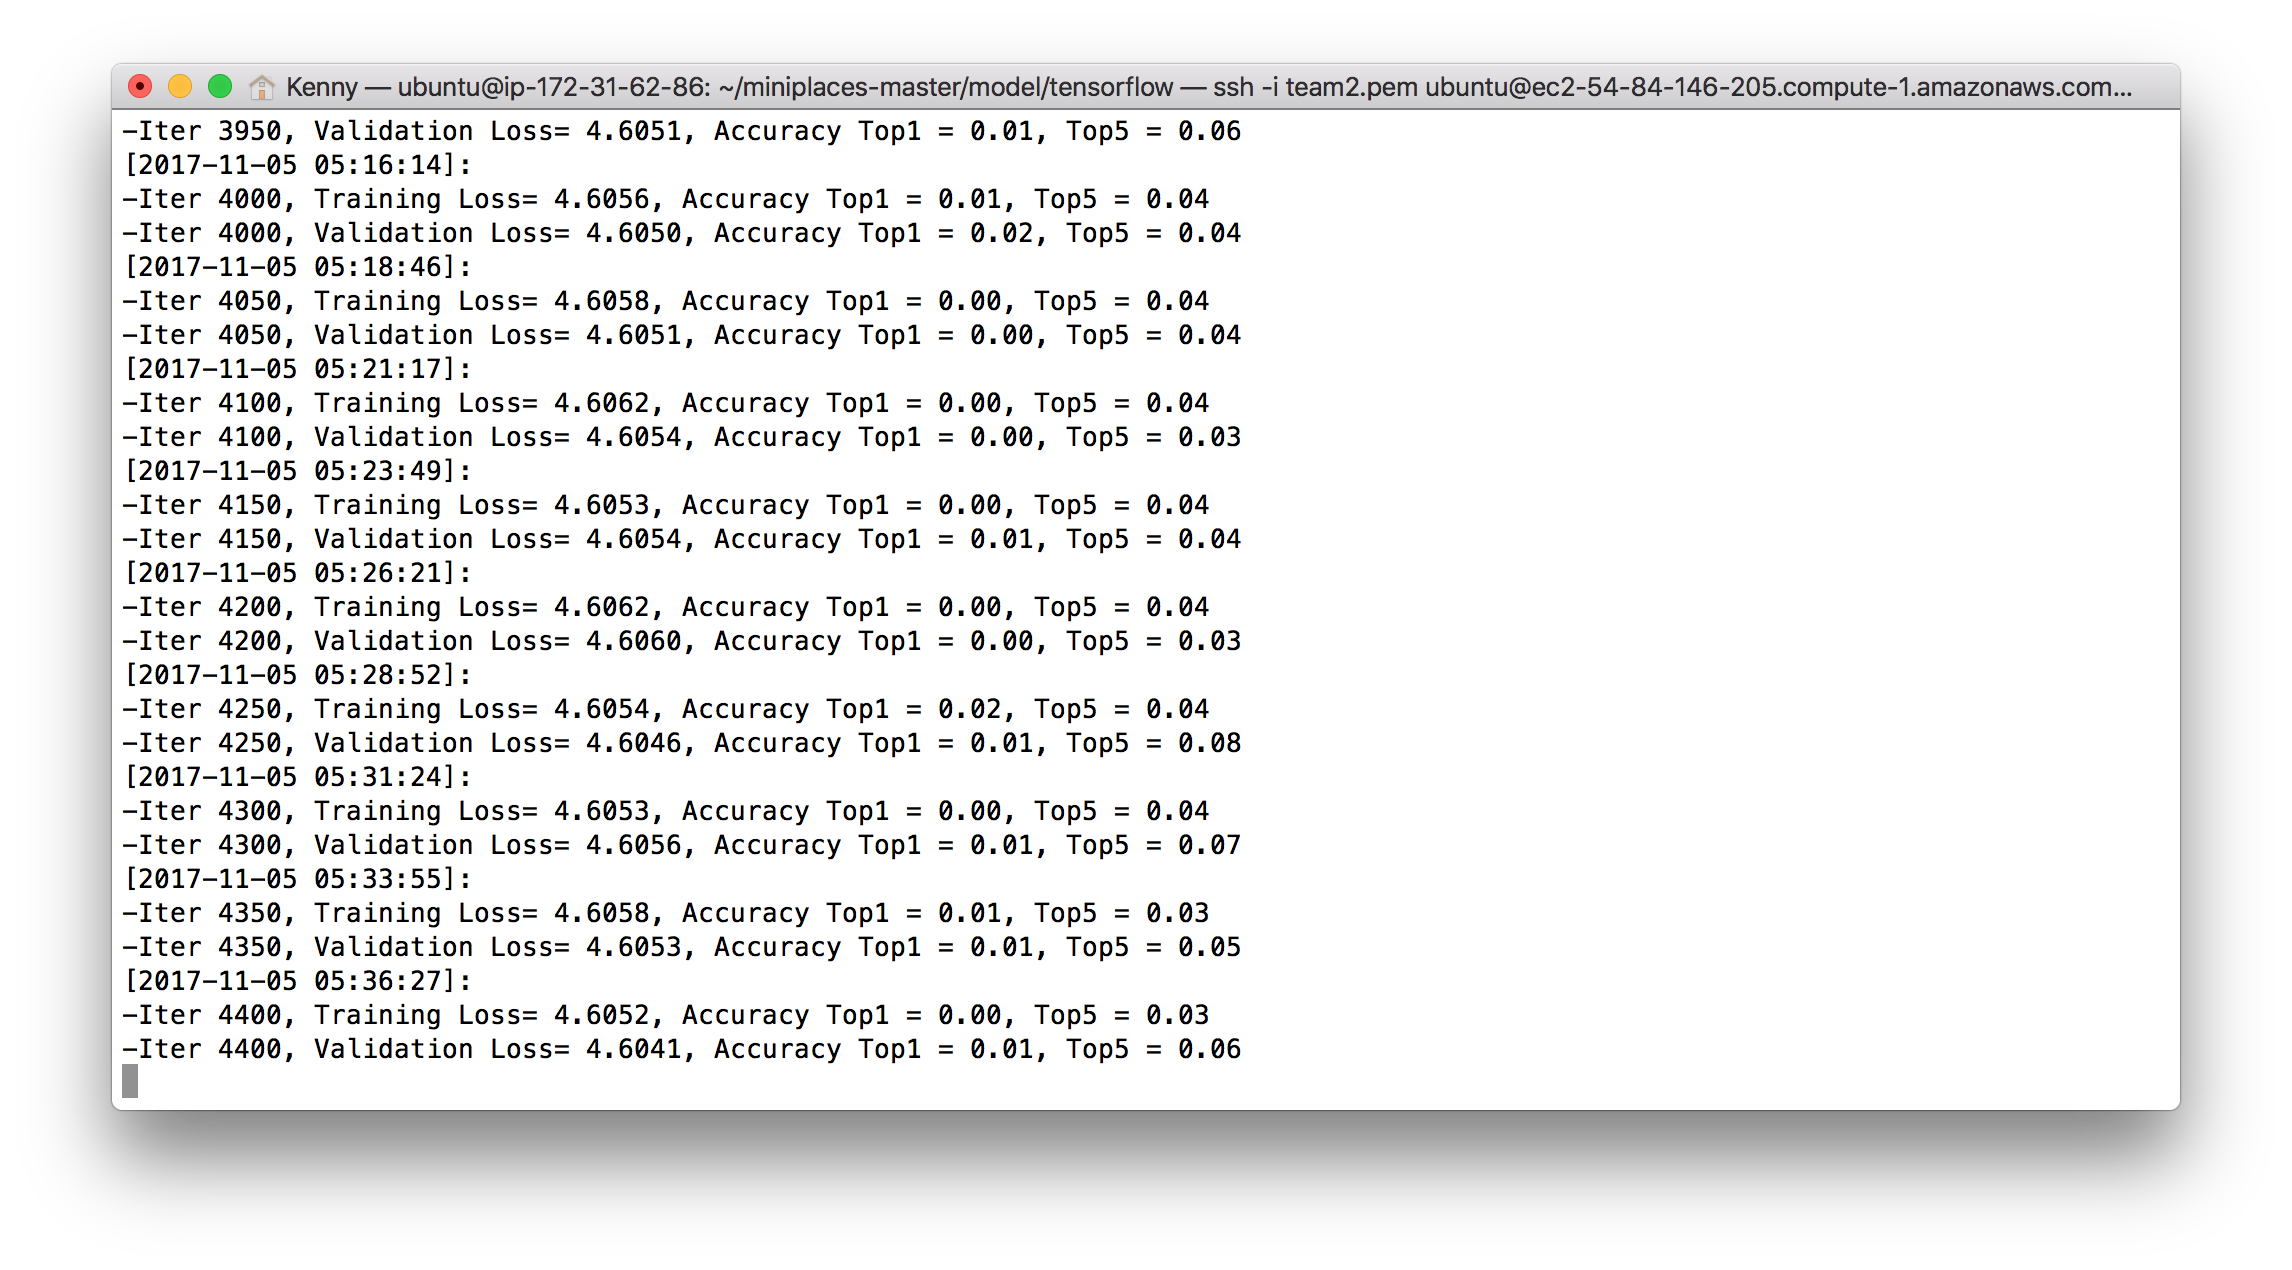 Kenny — ubuntu@ip-172-31-62-86: ~/miniplaces-master/model/tensorflow — ssh -i team2.pem ubuntu@ec2-54-84-146-205.compute-1.amazonaws.com...
-Iter 3950, Validation Loss= 4.6051, Accuracy Top1 = 0.01, Top5 = 0.06
[2017-11-05 05:16:14]:
-Iter 4000, Training Loss= 4.6056, Accuracy Top1 = 0.01, Top5 = 0.04
-Iter 4000, Validation Loss= 4.6050, Accuracy Top1 = 0.02, Top5 = 0.04
[2017-11-05 05:18:46]:
-Iter 4050, Training Loss= 4.6058, Accuracy Top1 = 0.00, Top5 = 0.04
-Iter 4050, Validation Loss= 4.6051, Accuracy Top1 = 0.00, Top5 = 0.04
[2017-11-05 05:21:17]:
-Iter 4100, Training Loss= 4.6062, Accuracy Top1 = 0.00, Top5 = 0.04
-Iter 4100, Validation Loss= 4.6054, Accuracy Top1 = 0.00, Top5 = 0.03
[2017-11-05 05:23:49]:
-Iter 4150, Training Loss= 4.6053, Accuracy Top1 = 0.00, Top5 = 0.04
-Iter 4150, Validation Loss= 4.6054, Accuracy Top1 = 0.01, Top5 = 0.04
[2017-11-05 05:26:21]:
-Iter 4200, Training Loss= 4.6062, Accuracy Top1 = 0.00, Top5 = 0.04
-Iter 4200, Validation Loss= 4.6060, Accuracy Top1 = 0.00, Top5 = 0.03
[2017-11-05 05:28:52]:
-Iter 4250, Training Loss= 4.6054, Accuracy Top1 = 0.02, Top5 = 0.04
-Iter 4250, Validation Loss= 4.6046, Accuracy Top1 = 0.01, Top5 = 0.08
[2017-11-05 05:31:24]:
-Iter 4300, Training Loss= 4.6053, Accuracy Top1 = 0.00, Top5 = 0.04
-Iter 4300, Validation Loss= 4.6056, Accuracy Top1 = 0.01, Top5 = 0.07
[2017-11-05 05:33:55]:
-Iter 4350, Training Loss= 4.6058, Accuracy Top1 = 0.01, Top5 = 0.03
-Iter 4350, Validation Loss= 4.6053, Accuracy Top1 = 0.01, Top5 = 0.05
[2017-11-05 05:36:27]:
-Iter 4400, Training Loss= 4.6052, Accuracy Top1 = 0.00, Top5 = 0.03
-Iter 4400, Validation Loss= 4.6041, Accuracy Top1 = 0.01, Top5 = 0.06